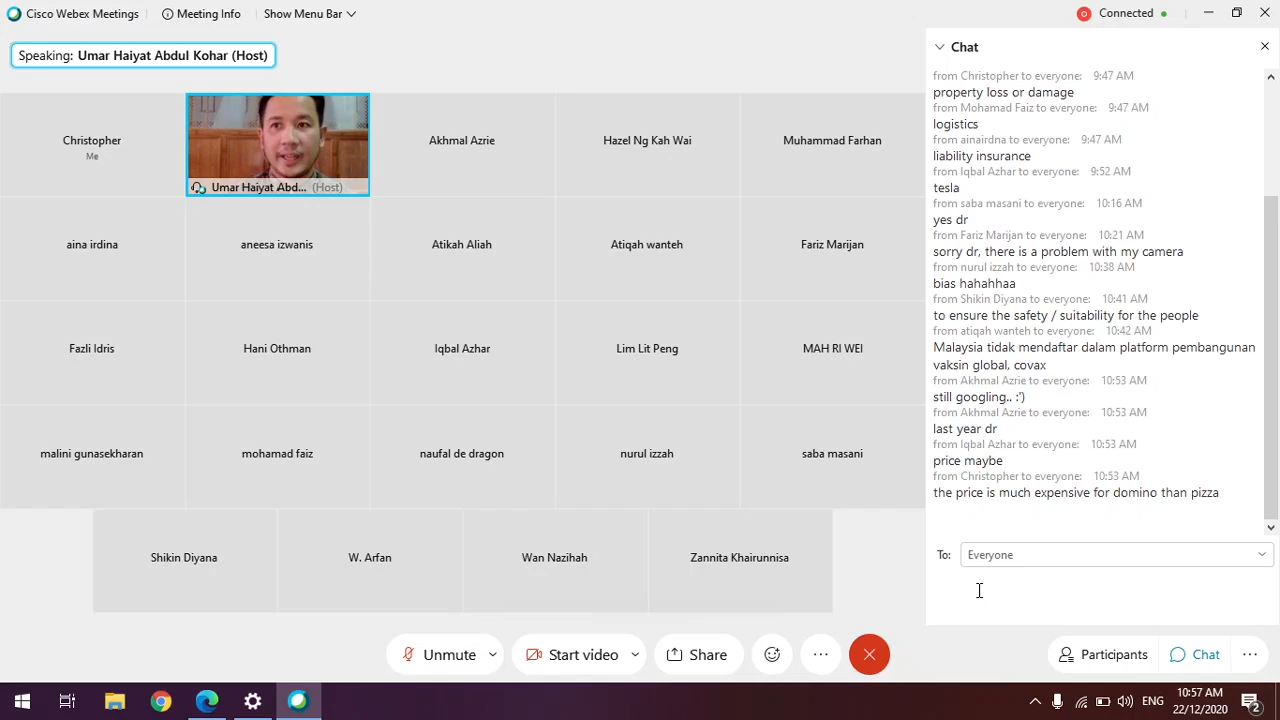 Cisco Webex Meetings
Meeting Info
Show Menu Bar
Connected
Speaking: Umar Haiyat Abdul Kohar (Host)
Christopher
Me
Umar Haiyat Abd... (Host)
Akhmal Azrie
Hazel Ng Kah Wai
Muhammad Farhan
aina irdina
aneesa izwanis
Atikah Aliah
Atiqah wanteh
Fariz Marijan
Fazli Idris
Hani Othman
Iqbal Azhar
Lim Lit Peng
MAH RI WEI
malini gunasekharan
mohamad faiz
naufal de dragon
nurul izzah
saba masani
Shikin Diyana
W. Arfan
Wan Nazihah
Zannita Khairunnisa
Chat
from Christopher to everyone: 9:47 AM
property loss or damage
from Mohamad Faiz to everyone: 9:47 AM
logistics
from ainairdna to everyone: 9:47 AM
liability insurance
from Iqbal Azhar to everyone: 9:52 AM
tesla
from saba masani to everyone: 10:16 AM
yes dr
from Fariz Marijan to everyone: 10:21 AM
sorry dr, there is a problem with my camera
from nurul izzah to everyone: 10:38 AM
bias hahahhaa
from Shikin Diyana to everyone: 10:41 AM
to ensure the safety / suitability for the people
from atiqah wanteh to everyone: 10:42 AM
Malaysia tidak mendaftar dalam platform pembangunan
vaksin global, covax
from Akhmal Azrie to everyone: 10:53 AM
still googling.. :')
from Akhmal Azrie to everyone: 10:53 AM
last year dr
from Iqbal Azhar to everyone: 10:53 AM
price maybe
from Christopher to everyone: 10:53 AM
the price is much expensive for domino than pizza
To: Everyone
Unmute
Start video
Share
Participants
Chat
ENG
10:57 AM
22/12/2020
2